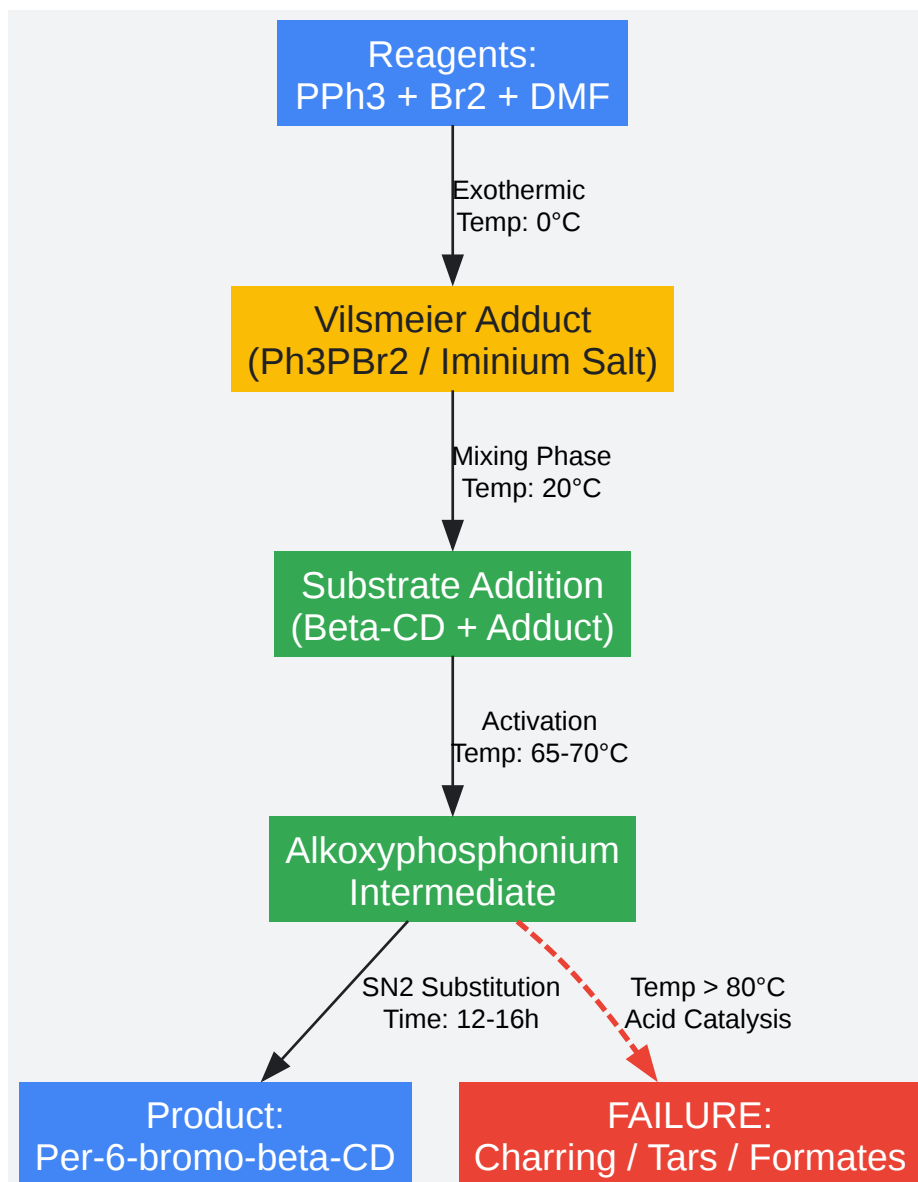 Reagents:
PPh3 + Br2 + DMF
Exothermic
Temp: 0°C
Vilsmeier Adduct
(Ph3PBr2 / Iminium Salt)
Mixing Phase
Temp: 20°C
Substrate Addition
(Beta-CD + Adduct)
Activation
Temp: 65-70°C
Alkoxyphosphonium
Intermediate
SN2 Substitution
Time: 12-16h
Temp > 80°C
Acid Catalysis
Product:
Per-6-bromo-beta-CD
FAILURE:
Charring / Tars / Formates